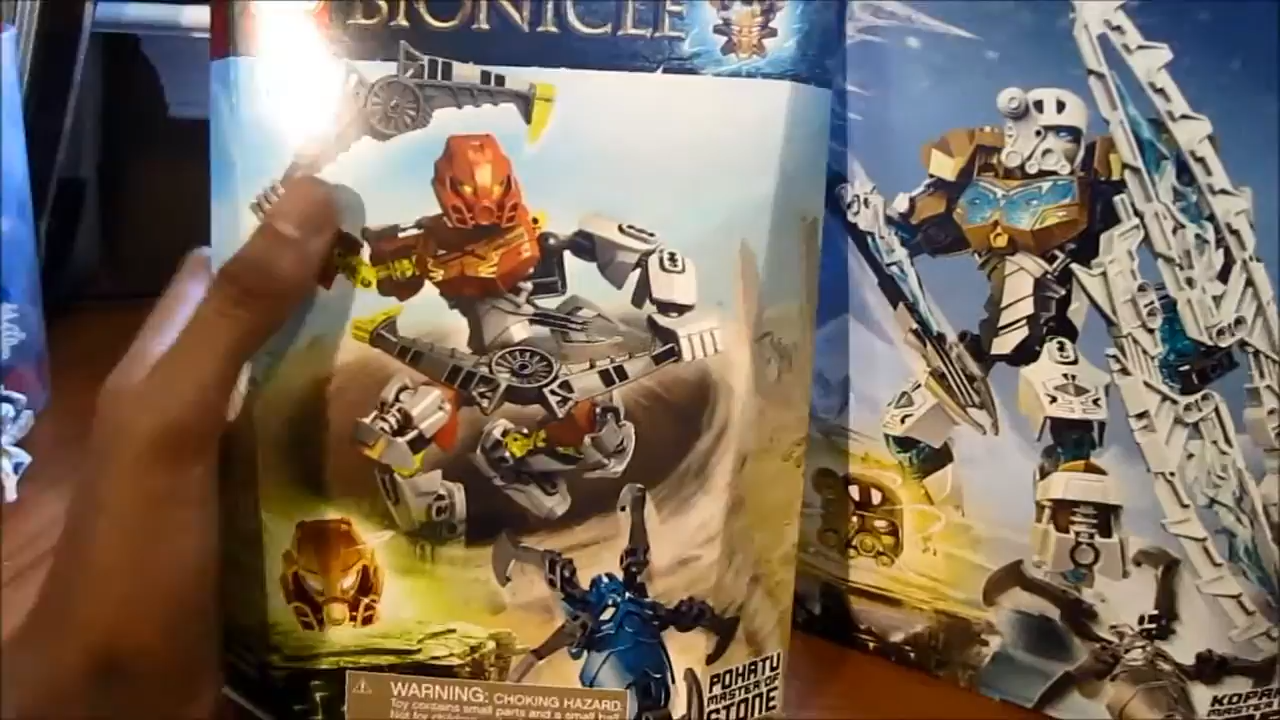 BIONICLE
WARNING: CHOKING HAZARD.
Toy contains small parts and a small ball.
POHATU
MASTER OF
STONE
KOPAKA
MASTER